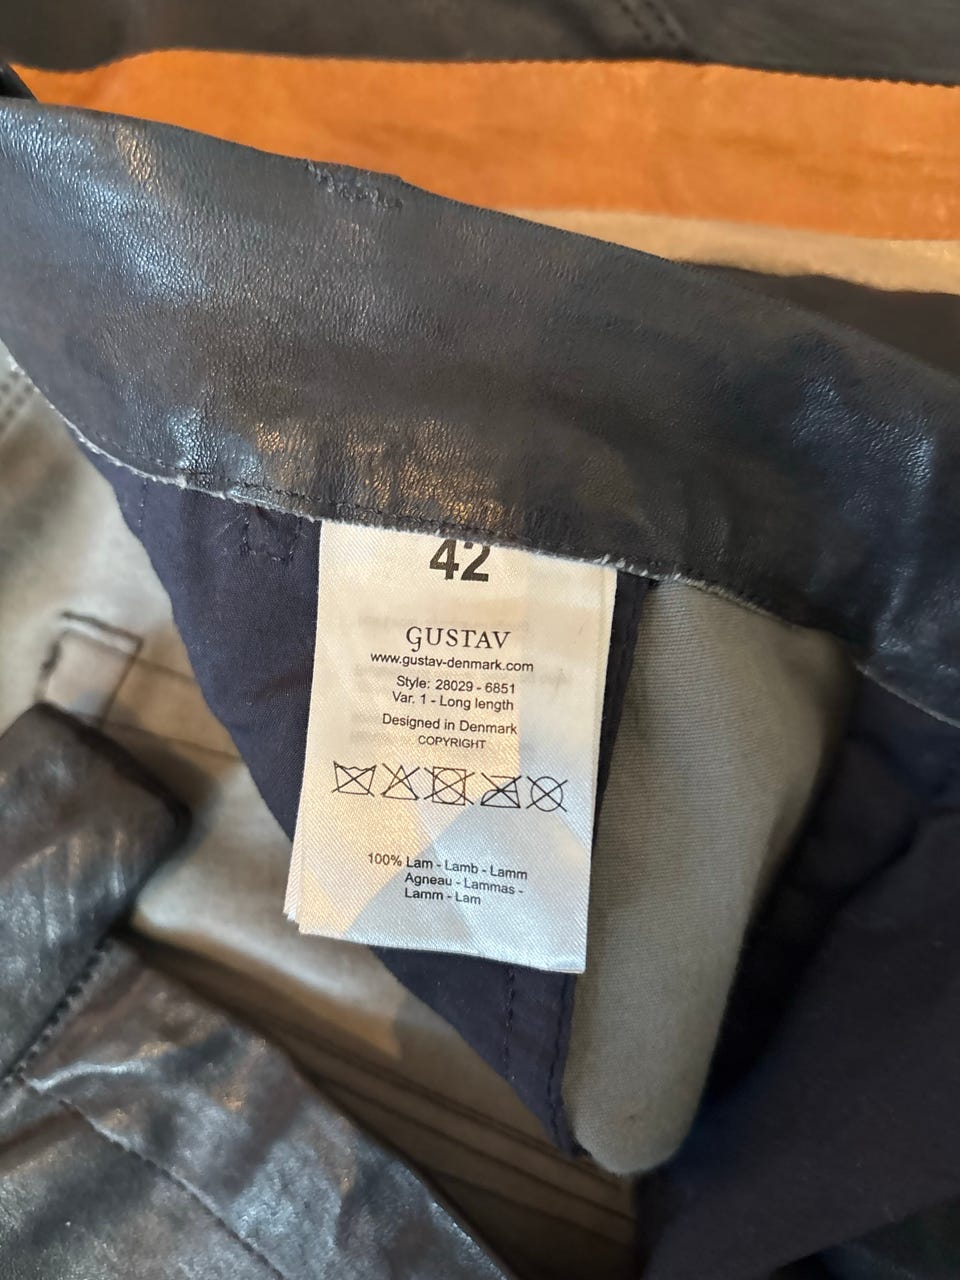 42
GUSTAV
www.gustav-denmark.com
Style: 28029 - 6851
Var. 1 - Long length
Designed in Denmark
COPYRIGHT
100% Lam - Lamb - Lamm
Agneau - Lammas -
Lamm - Lam